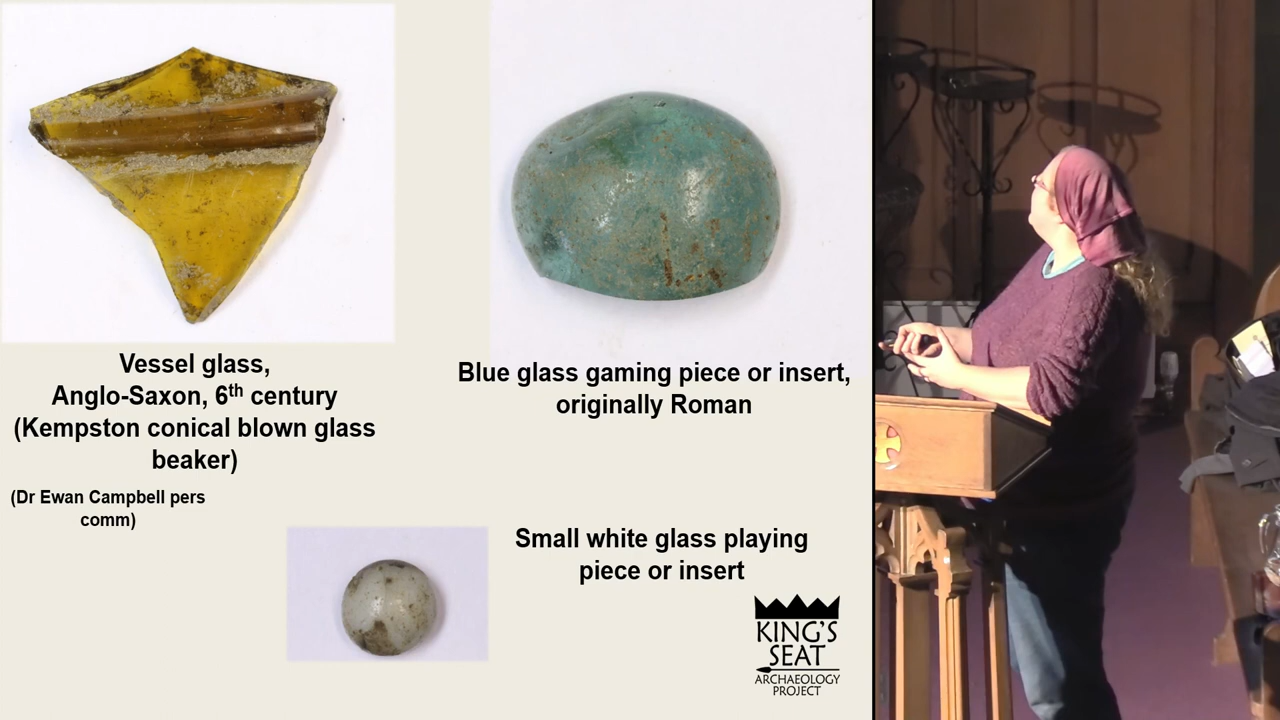 Vessel glass,
Anglo-Saxon, 6th century
(Kempston conical blown glass
beaker)
(Dr Ewan Campbell pers
comm)
Blue glass gaming piece or insert,
originally Roman
Small white glass playing
piece or insert
KING'S
SEAT
ARCHAEOLOGY
PROJECT